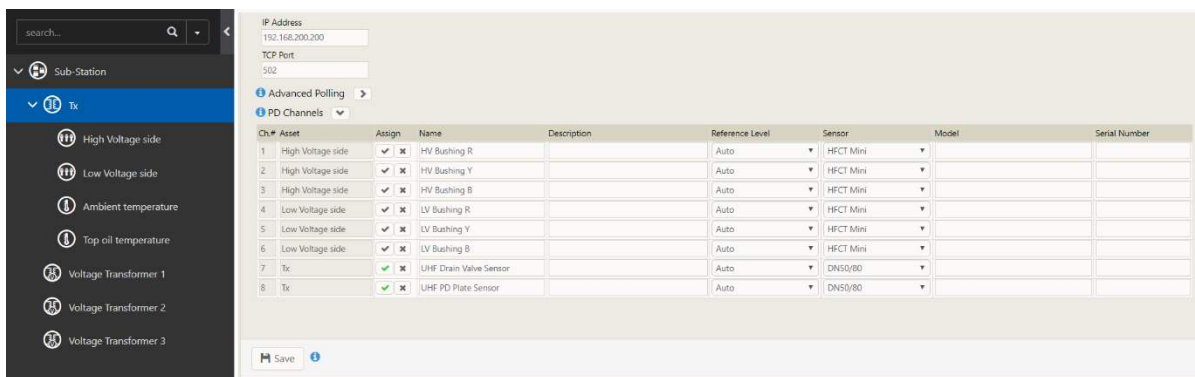 search...
Sub-Station
Tx
High Voltage side
Low Voltage side
Ambient temperature
Top oil temperature
Voltage Transformer 1
Voltage Transformer 2
Voltage Transformer 3
IP Address
192.168.200.200
TCP Port
502
Advanced Polling
PD Channels
Ch.# Asset Assign Name Description Reference Level Sensor Model Serial Number
1 High Voltage side HV Bushing R Auto HFCT Mini
2 High Voltage side HV Bushing Y Auto HFCT Mini
3 High Voltage side HV Bushing B Auto HFCT Mini
4 Low Voltage side LV Bushing R Auto HFCT Mini
5 Low Voltage side LV Bushing Y Auto HFCT Mini
6 Low Voltage side LV Bushing B Auto HFCT Mini
7 Tx UHF Drain Valve Sensor Auto DN50/80
8 Tx UHF PD Plate Sensor Auto DN50/80
Save